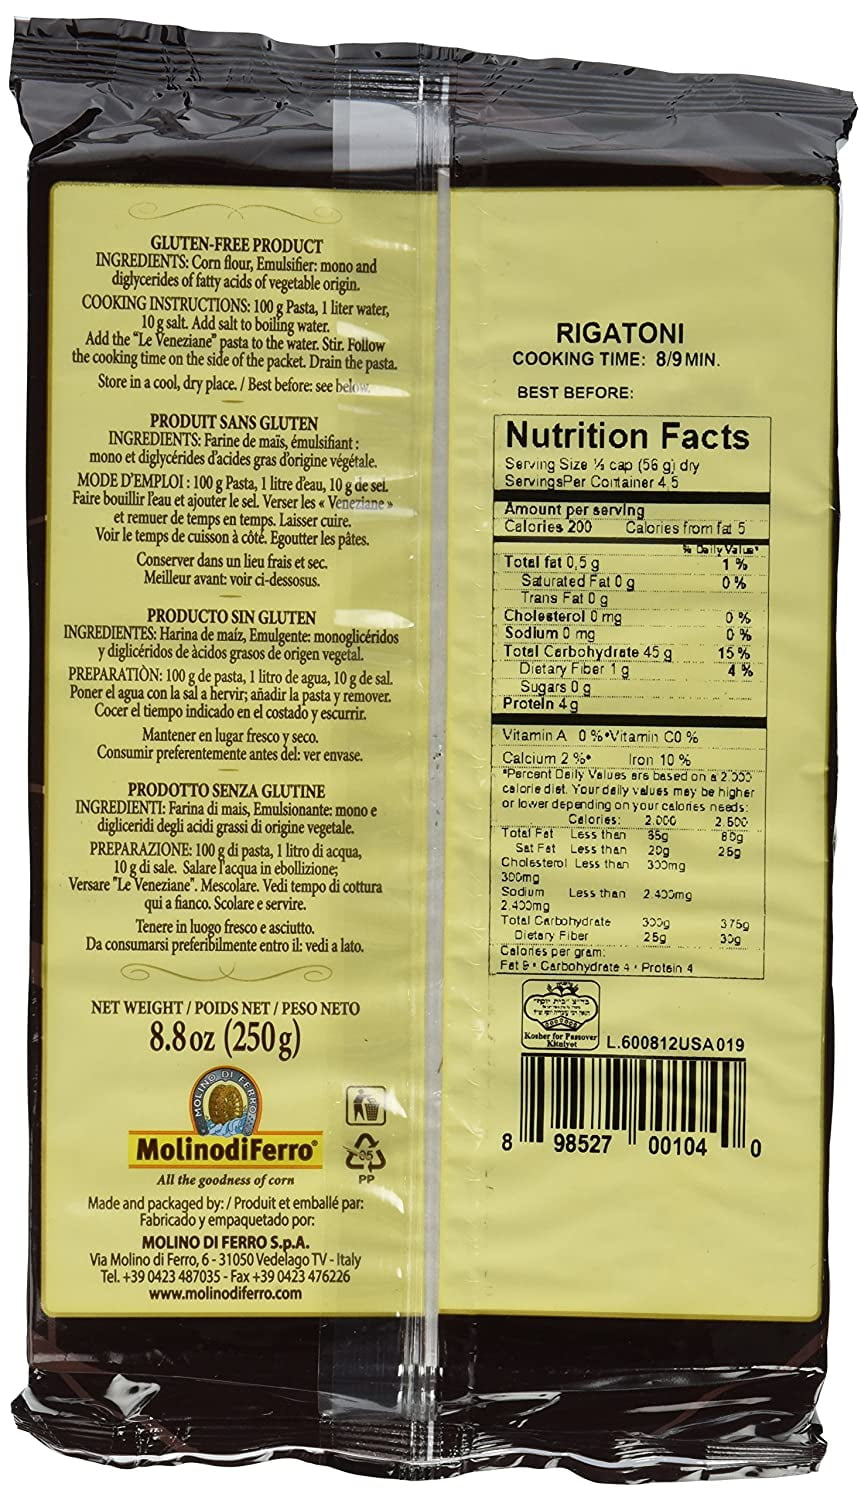 GLUTEN-FREE PRODUCT
INGREDIENTS: Corn flour, Emulsifier: mono and
diglycerides of fatty acids of vegetable origin.
COOKING INSTRUCTIONS: 100 g Pasta, 1 liter water,
10 g salt. Add salt to boiling water.
Add the "Le Veneziane" pasta to the water. Stir. Follow
the cooking time on the side of the packet. Drain the pasta.
Store in a cool, dry place. / Best before: see below.
PRODUIT SANS GLUTEN
INGREDIENTS: Farine de maïs, émulsifiant :
mono et diglycérides d'acides gras d'origine végétale.
MODE D'EMPLOI : 100 g Pasta, 1 litre d'eau, 10 g de sel.
Faire bouillir l'eau et ajouter le sel. Verser les « Veneziane »
et remuer de temps en temps. Laisser cuire.
Voir le temps de cuisson à côté. Egoutter les pâtes.
Conserver dans un lieu frais et sec.
Meilleur avant: voir ci-dessosus.
PRODUCTO SIN GLUTEN
INGREDIENTES: Harina de maíz, Emulgente: monoglicéridos
y diglicéridos de àcidos grasos de origen vegetal.
PREPARATIÒN: 100 g de pasta, 1 litro de agua, 10 g de sal.
Poner el agua con la sal a hervir; añadir la pasta y remover.
Cocer el tiempo indicado en el costado y escurrir.
Mantener en lugar fresco y seco.
Consumir preferentemente antes del: ver envase.
PRODOTTO SENZA GLUTINE
INGREDIENTI: Farina di mais, Emulsionante: mono e
digliceridi degli acidi grassi di origine vegetale.
PREPARAZIONE: 100 g di pasta, 1 litro di acqua,
10 g di sale. Salare l'acqua in ebollizione;
Versare "Le Veneziane". Mescolare. Vedi tempo di cottura
qui a fianco. Scolare e servire.
Tenere in luogo fresco e asciutto.
Da consumarsi preferibilmente entro il: vedi a lato.
NET WEIGHT / POIDS NET / PESO NETO
8.8 oz (250 g)
MOLINO DI FERRO
MolinodiFerro®
All the goodness of corn
05
PP
Made and packaged by: / Produit et emballé par:
Fabricado y empaquetado por:
MOLINO DI FERRO S.p.A.
Via Molino di Ferro, 6 - 31050 Vedelago TV - Italy
Tel. +39 0423 487035 - Fax +39 0423 476226
www.molinodiferro.com
RIGATONI
COOKING TIME: 8/9 MIN.
BEST BEFORE:
Nutrition Facts
Serving Size ½ cap (56 g) dry
ServingsPer Container 4,5
Amount per serving
Calories 200 Calories from fat 5
% Daily Value*
Total fat 0,5 g 1 %
Saturated Fat 0 g 0 %
Trans Fat 0 g
Cholesterol 0 mg 0 %
Sodium 0 mg 0 %
Total Carbohydrate 45 g 15 %
Dietary Fiber 1 g 4 %
Sugars 0 g
Protein 4 g
Vitamin A 0 %•Vitamin C0 %
Calcium 2 %• Iron 10 %
*Percent Daily Values are based on a 2.000
calorie diet. Your daily values may be higher
or lower depending on your calories needs:
Calories: 2.000 2.500
Total Fat Less than 65g 80g
Sat Fat Less than 20g 25g
Cholesterol Less than 300mg
300mg
Sodium Less than 2.400mg
2.400mg
Total Carbohydrate 300g 375g
Dietary Fiber 25g 30g
Calories per gram:
Fat 9 • Carbohydrate 4 • Protein 4
Kosher for Passover
Kitniyot
L.600812USA019
8 98527 00104 0